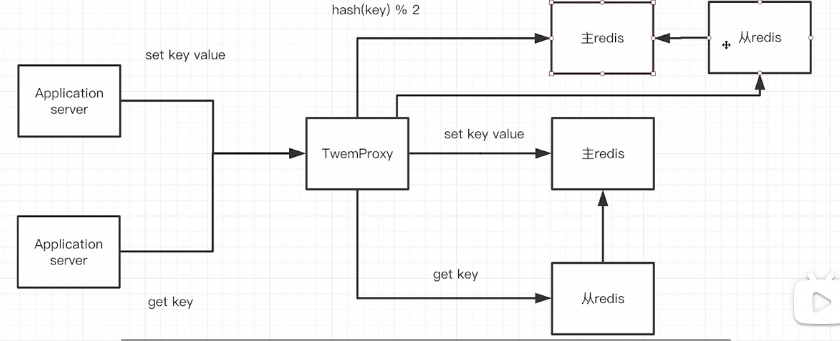 hash(key) % 2
主redis
从redis
set key value
Application
server
TwemProxy
set key value
主redis
Application
server
get key
从redis
get key